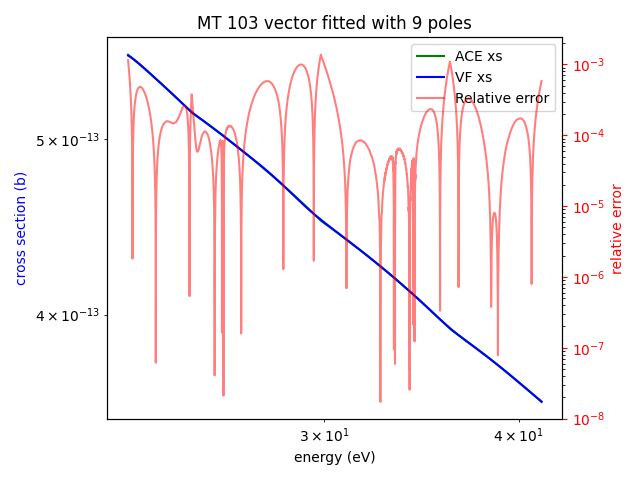 MT 103 vector fitted with 9 poles
ACE xs
VF xs
Relative error
cross section (b)
5 × 10⁻¹³
4 × 10⁻¹³
10⁻³
10⁻⁴
10⁻⁵
10⁻⁶
10⁻⁷
10⁻⁸
relative error
3 × 10¹
4 × 10¹
energy (eV)